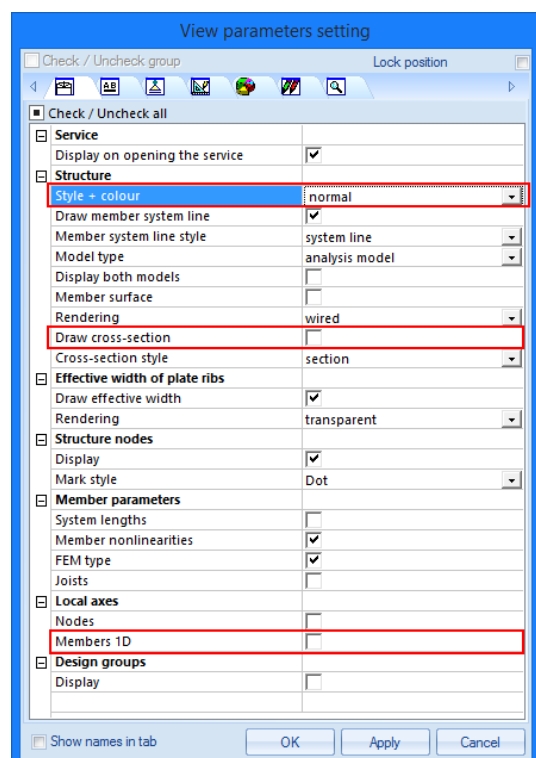 View parameters setting
Check / Uncheck group Lock position
AB
Check / Uncheck all
Service
Display on opening the service
Structure
Style + colour normal
Draw member system line
Member system line style system line
Model type analysis model
Display both models
Member surface
Rendering wired
Draw cross-section
Cross-section style section
Effective width of plate ribs
Draw effective width
Rendering transparent
Structure nodes
Display
Mark style Dot
Member parameters
System lengths
Member nonlinearities
FEM type
Joists
Local axes
Nodes
Members 1D
Design groups
Display
Show names in tab OK Apply Cancel